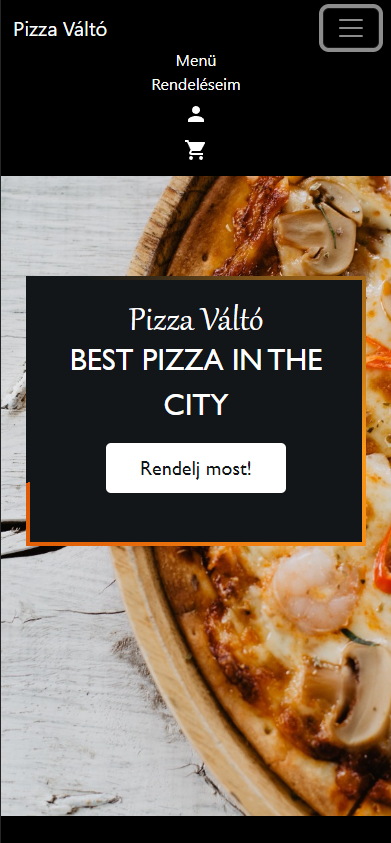 Pizza Váltó
Menü
Rendeléseim
Pizza Váltó
BEST PIZZA IN THE
CITY
Rendelj most!